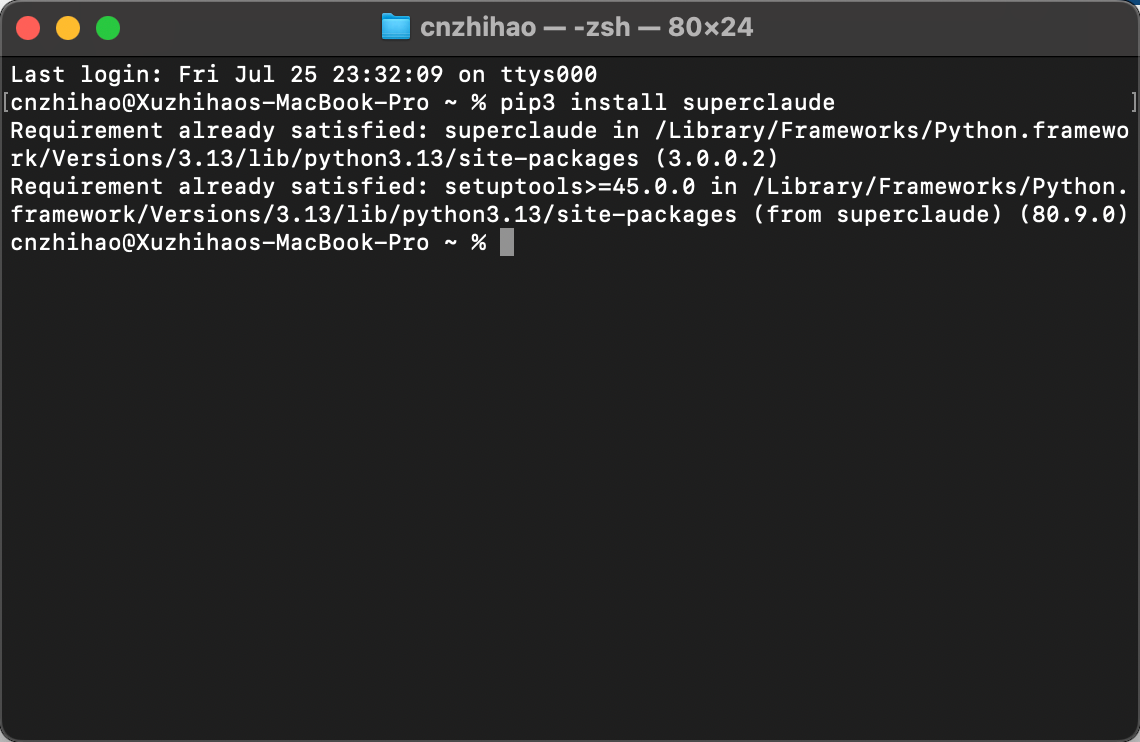 cnzhihao — -zsh — 80×24
Last login: Fri Jul 25 23:32:09 on ttys000
[cnzhihao@Xuzhihaos-MacBook-Pro ~ % pip3 install superclaude ]
Requirement already satisfied: superclaude in /Library/Frameworks/Python.framewo
rk/Versions/3.13/lib/python3.13/site-packages (3.0.0.2)
Requirement already satisfied: setuptools>=45.0.0 in /Library/Frameworks/Python.
framework/Versions/3.13/lib/python3.13/site-packages (from superclaude) (80.9.0)
cnzhihao@Xuzhihaos-MacBook-Pro ~ %